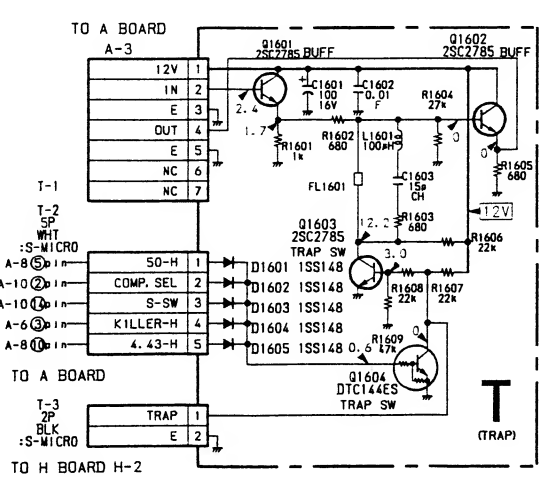 TO A BOARD
A-3
12V 1
IN 2
E 3
OUT 4
E 5
NC 6
NC 7
Q1601
2SC2785 BUFF
Q1602
2SC2785 BUFF
C1601
100
16V
C1602
0.01
F
R1604
27k
2.4
1.7
R1601
1k
R1602
680
L1601
100µH
0
0
R1605
680
FL1601
C1603
15p
CH
R1603
680
12V
12.2
Q1603
2SC2785
TRAP SW
R1606
22k
3.0
R1608
22k
R1607
22k
T-1
T-2
5P
WHT
:S-MICRO
A-8⑤pin
A-10②pin
A-10⑭pin
A-6③pin
A-8⑩pin
50-H 1
COMP. SEL 2
S-SW 3
KILLER-H 4
4.43-H 5
D1601 1SS148
D1602 1SS148
D1603 1SS148
D1604 1SS148
D1605 1SS148
0.6
R1609
47k
0
Q1604
DTC144ES
TRAP SW
TO A BOARD
T-3
2P
BLK
:S-MICRO
TRAP 1
E 2
TO H BOARD H-2
T
(TRAP)